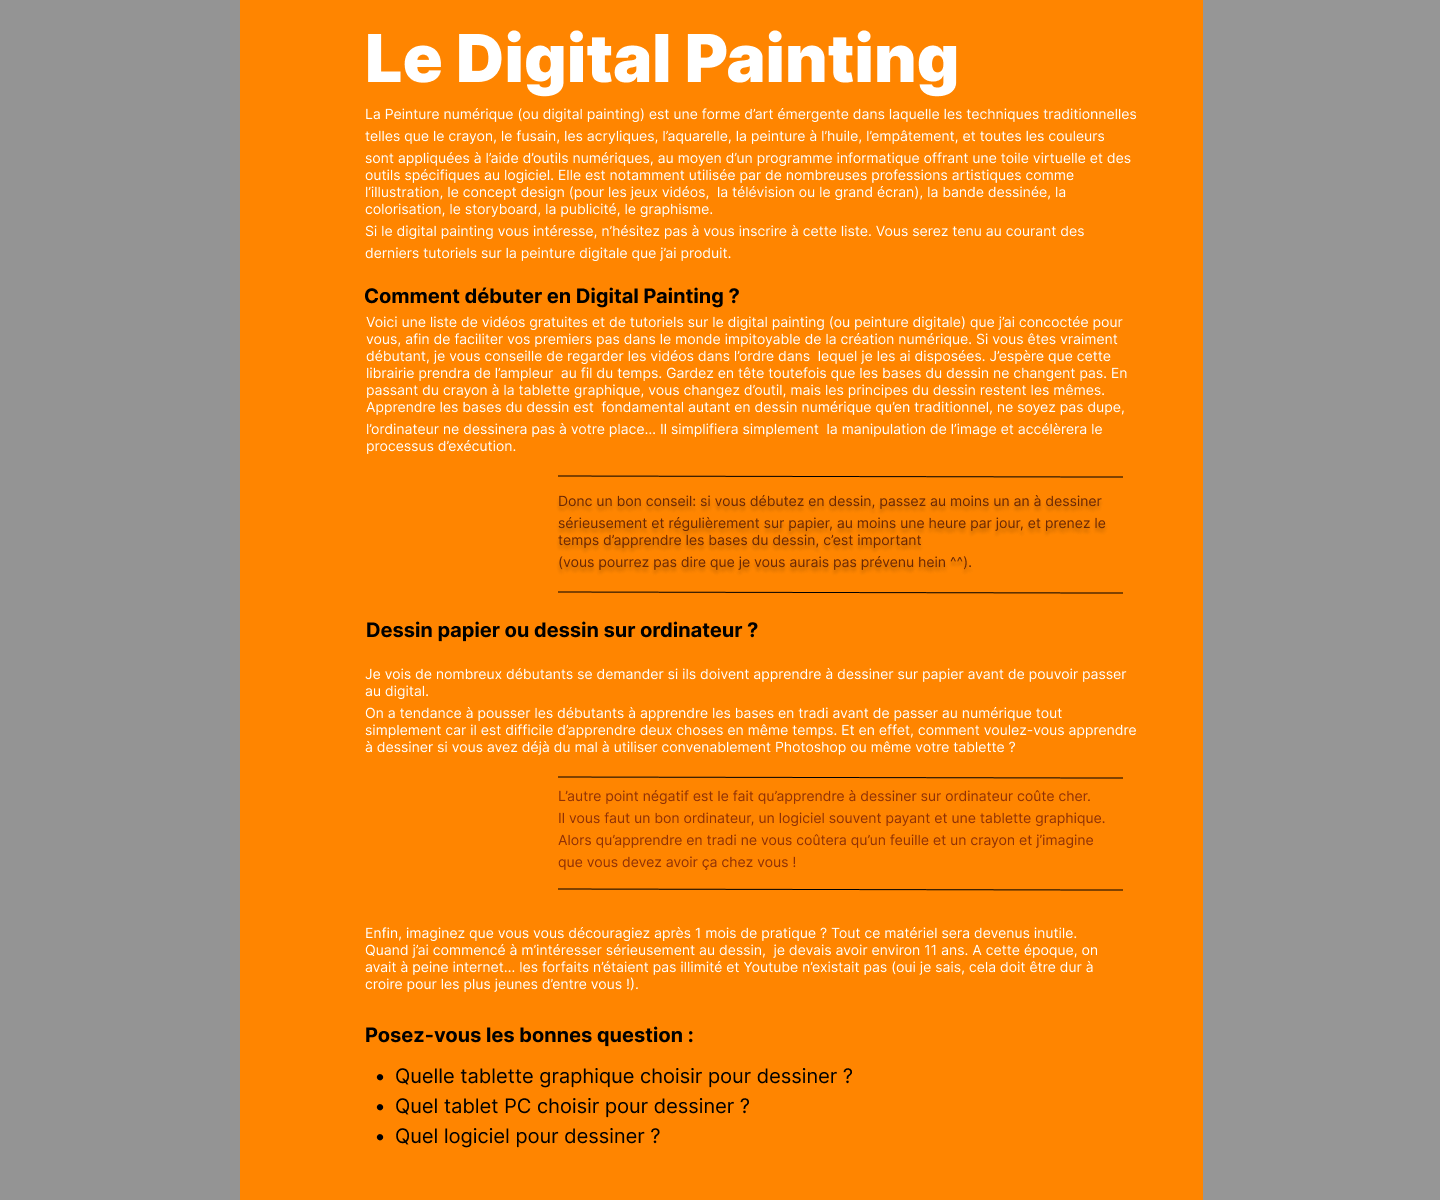 Le Digital Painting
La Peinture numérique (ou digital painting) est une forme d’art émergente dans laquelle les techniques traditionnelles
telles que le crayon, le fusain, les acryliques, l’aquarelle, la peinture à l’huile, l’empâtement, et toutes les couleurs
sont appliquées à l’aide d’outils numériques, au moyen d’un programme informatique offrant une toile virtuelle et des
outils spécifiques au logiciel. Elle est notamment utilisée par de nombreuses professions artistiques comme
l’illustration, le concept design (pour les jeux vidéos,  la télévision ou le grand écran), la bande dessinée, la
colorisation, le storyboard, la publicité, le graphisme.
Si le digital painting vous intéresse, n’hésitez pas à vous inscrire à cette liste. Vous serez tenu au courant des
derniers tutoriels sur la peinture digitale que j’ai produit.
Comment débuter en Digital Painting ?
Voici une liste de vidéos gratuites et de tutoriels sur le digital painting (ou peinture digitale) que j’ai concoctée pour
vous, afin de faciliter vos premiers pas dans le monde impitoyable de la création numérique. Si vous êtes vraiment
débutant, je vous conseille de regarder les vidéos dans l’ordre dans  lequel je les ai disposées. J’espère que cette
librairie prendra de l’ampleur  au fil du temps. Gardez en tête toutefois que les bases du dessin ne changent pas. En
passant du crayon à la tablette graphique, vous changez d’outil, mais les principes du dessin restent les mêmes.
Apprendre les bases du dessin est  fondamental autant en dessin numérique qu’en traditionnel, ne soyez pas dupe,
l’ordinateur ne dessinera pas à votre place… Il simplifiera simplement  la manipulation de l’image et accélèrera le
processus d’exécution.
Donc un bon conseil: si vous débutez en dessin, passez au moins un an à dessiner
sérieusement et régulièrement sur papier, au moins une heure par jour, et prenez le
temps d’apprendre les bases du dessin, c’est important
(vous pourrez pas dire que je vous aurais pas prévenu hein ^^).
Dessin papier ou dessin sur ordinateur ?
Je vois de nombreux débutants se demander si ils doivent apprendre à dessiner sur papier avant de pouvoir passer
au digital.
On a tendance à pousser les débutants à apprendre les bases en tradi avant de passer au numérique tout
simplement car il est difficile d’apprendre deux choses en même temps. Et en effet, comment voulez-vous apprendre
à dessiner si vous avez déjà du mal à utiliser convenablement Photoshop ou même votre tablette ?
L’autre point négatif est le fait qu’apprendre à dessiner sur ordinateur coûte cher.
Il vous faut un bon ordinateur, un logiciel souvent payant et une tablette graphique.
Alors qu’apprendre en tradi ne vous coûtera qu’un feuille et un crayon et j’imagine
que vous devez avoir ça chez vous !
Enfin, imaginez que vous vous découragiez après 1 mois de pratique ? Tout ce matériel sera devenus inutile.
Quand j’ai commencé à m’intéresser sérieusement au dessin,  je devais avoir environ 11 ans. A cette époque, on
avait à peine internet… les forfaits n’étaient pas illimité et Youtube n’existait pas (oui je sais, cela doit être dur à
croire pour les plus jeunes d’entre vous !).
Posez-vous les bonnes question :
• Quelle tablette graphique choisir pour dessiner ?
• Quel tablet PC choisir pour dessiner ?
• Quel logiciel pour dessiner ?